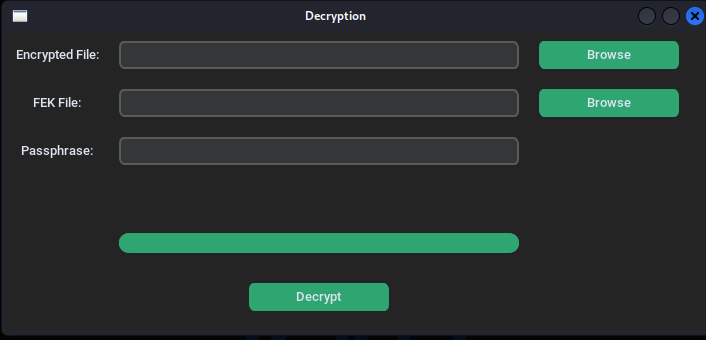 Decryption
Encrypted File:
Browse
FEK File:
Browse
Passphrase:
Decrypt